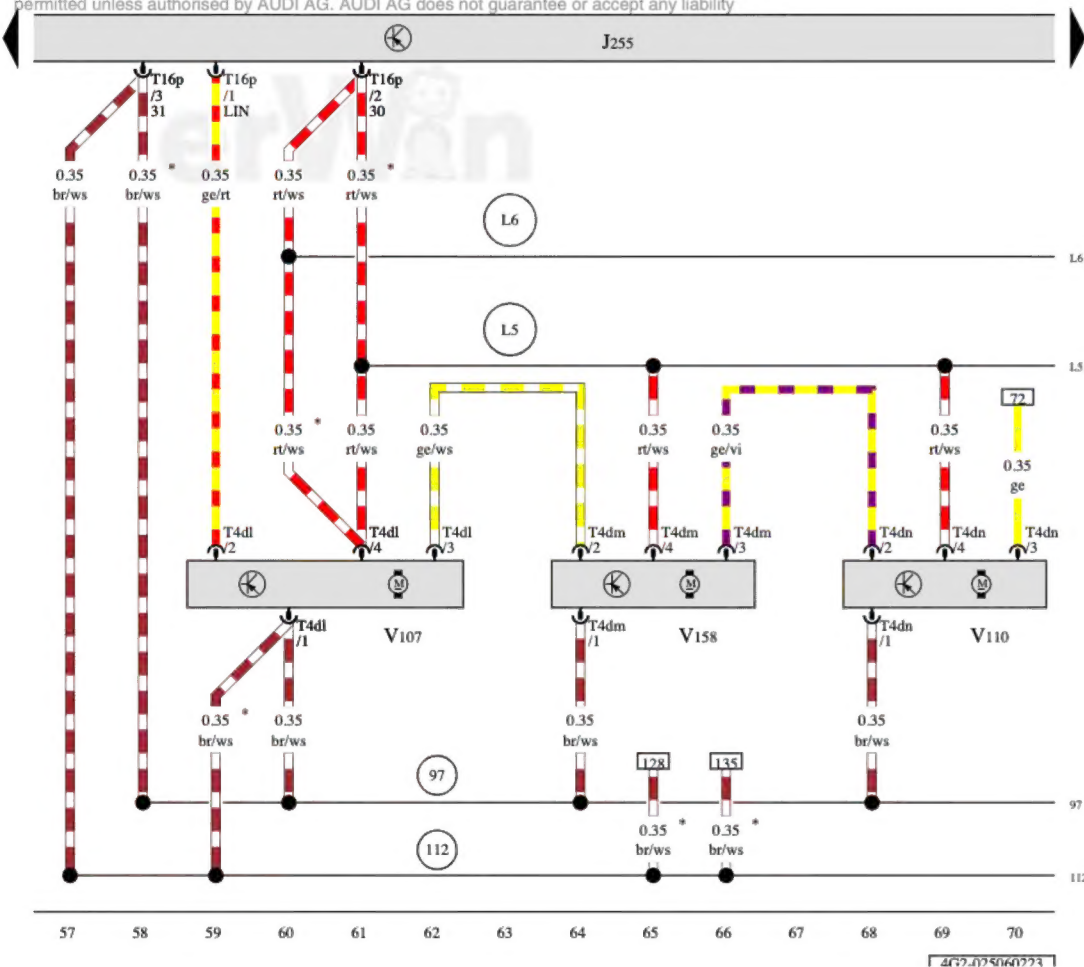 permitted unless authorised by AUDI AG. AUDI AG does not guarantee or accept any liability
J255
erWin
T16p
/3
31
T16p
/1
LIN
T16p
/2
30
0.35
br/ws
0.35 *
br/ws
0.35
ge/rt
0.35
rt/ws
0.35 *
rt/ws
L6
L6
L5
L5
72
0.35 *
rt/ws
0.35
rt/ws
0.35
ge/ws
0.35
rt/ws
0.35
ge/vi
0.35
rt/ws
0.35
ge
T4dl
/2
T4dl
/4
T4dl
/3
T4dm
/2
T4dm
/4
T4dm
/3
T4dn
/2
T4dn
/4
T4dn
/3
M
M
M
T4dl
/1
V107
T4dm
/1
V158
T4dn
/1
V110
0.35 *
br/ws
0.35
br/ws
0.35
br/ws
0.35
br/ws
97
128
135
97
0.35 *
br/ws
0.35 *
br/ws
112
112
57 58 59 60 61 62 63 64 65 66 67 68 69 70
4G2-025060223